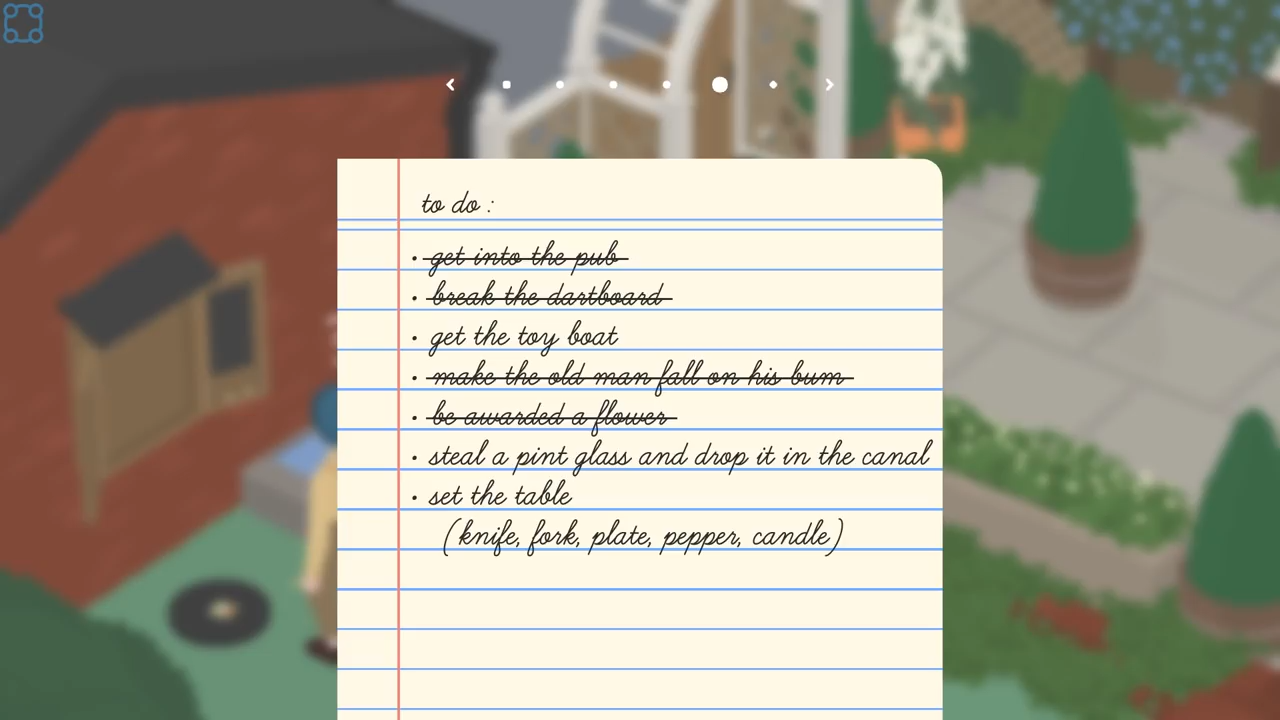 to do :
• get into the pub
• break the dartboard
• get the toy boat
• make the old man fall on his bum
• be awarded a flower
• steal a pint glass and drop it in the canal
• set the table
(knife, fork, plate, pepper, candle)